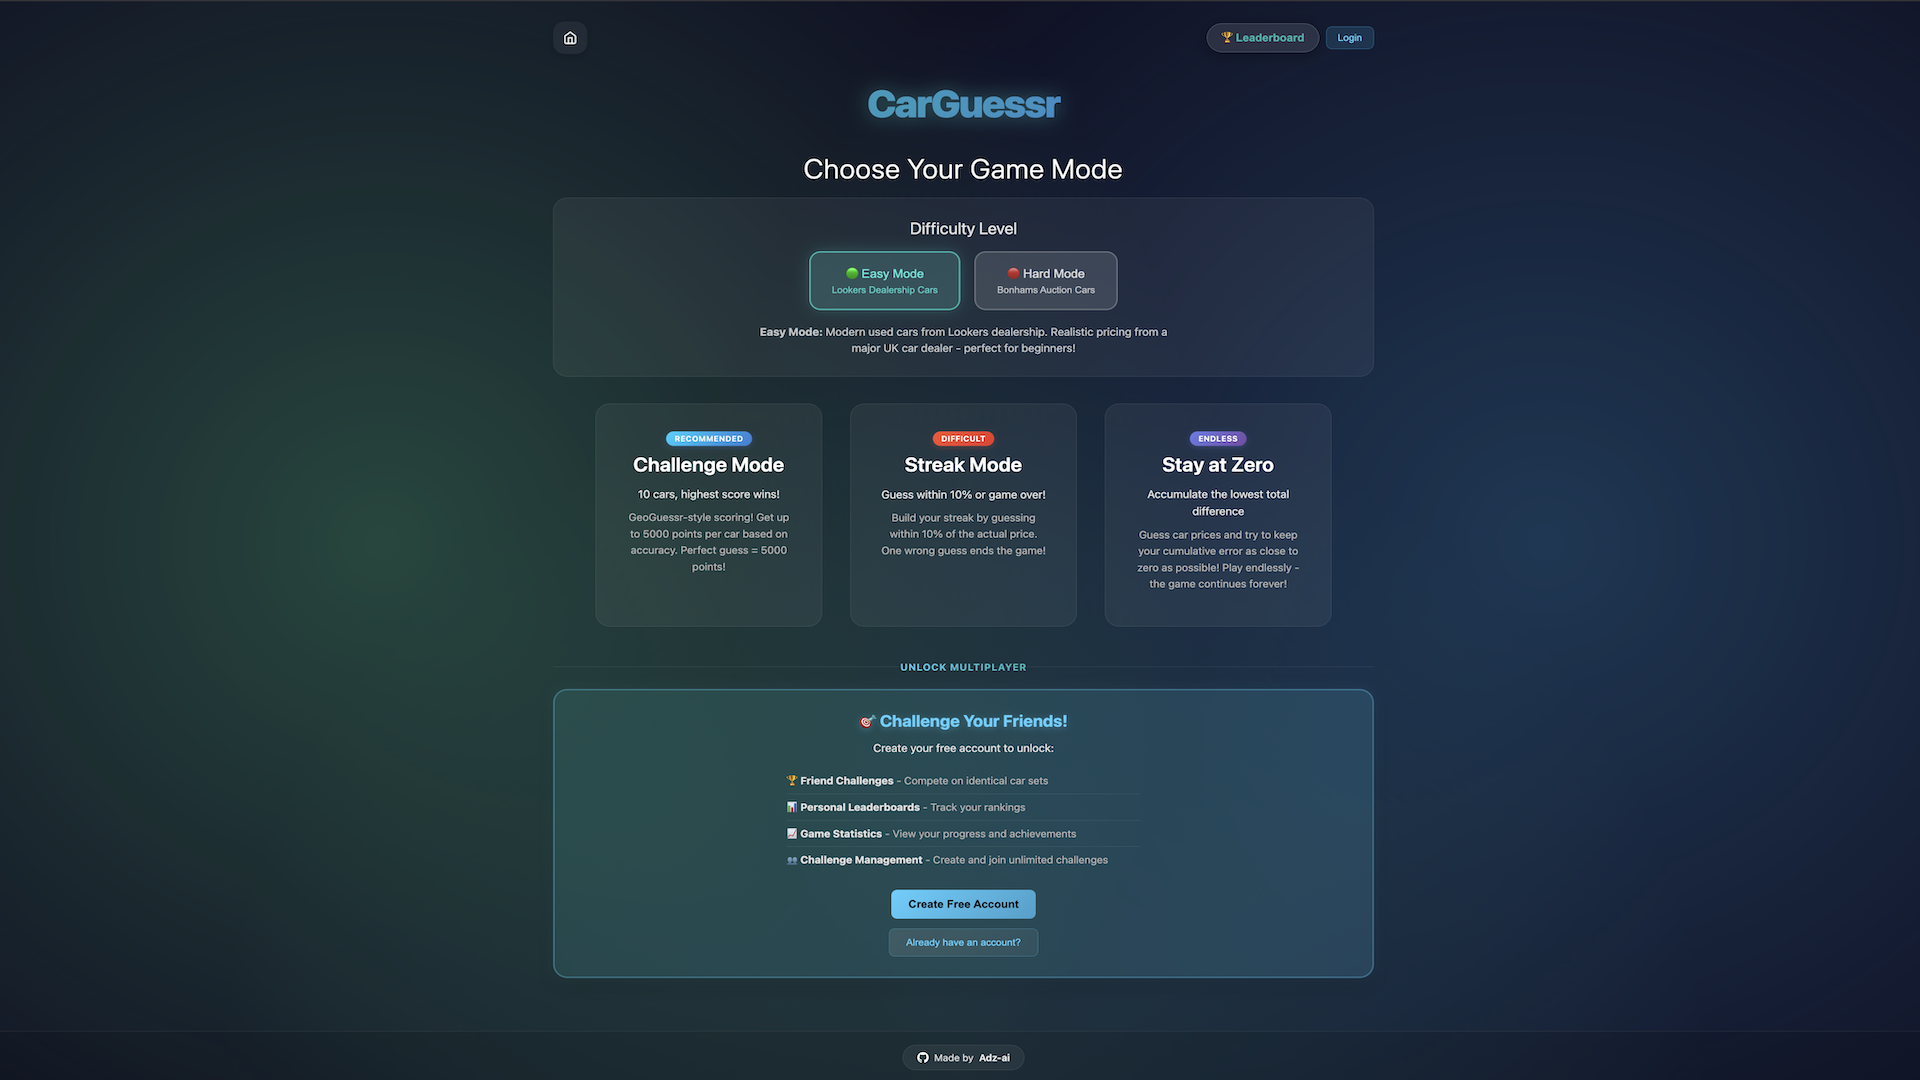 🏆 Leaderboard
Login
CarGuessr
Choose Your Game Mode
Difficulty Level
🟢 Easy Mode
Lookers Dealership Cars
🔴 Hard Mode
Bonhams Auction Cars
Easy Mode: Modern used cars from Lookers dealership. Realistic pricing from a
major UK car dealer - perfect for beginners!
RECOMMENDED
Challenge Mode
10 cars, highest score wins!
GeoGuessr-style scoring! Get up
to 5000 points per car based on
accuracy. Perfect guess = 5000
points!
DIFFICULT
Streak Mode
Guess within 10% or game over!
Build your streak by guessing
within 10% of the actual price.
One wrong guess ends the game!
ENDLESS
Stay at Zero
Accumulate the lowest total
difference
Guess car prices and try to keep
your cumulative error as close to
zero as possible! Play endlessly -
the game continues forever!
UNLOCK MULTIPLAYER
🎯 Challenge Your Friends!
Create your free account to unlock:
🏆 Friend Challenges - Compete on identical car sets
📊 Personal Leaderboards - Track your rankings
📈 Game Statistics - View your progress and achievements
👥 Challenge Management - Create and join unlimited challenges
Create Free Account
Already have an account?
Made by Adz-ai